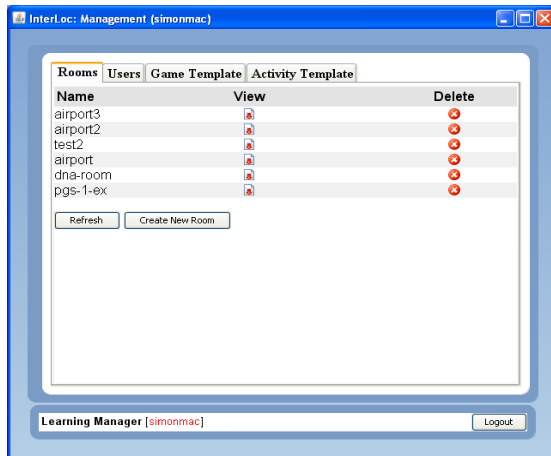 InterLoc: Management (simonmac)
Rooms Users Game Template Activity Template
Name View Delete
airport3
airport2
test2
airport
dna-room
pgs-1-ex
Refresh Create New Room
Learning Manager [simonmac] Logout